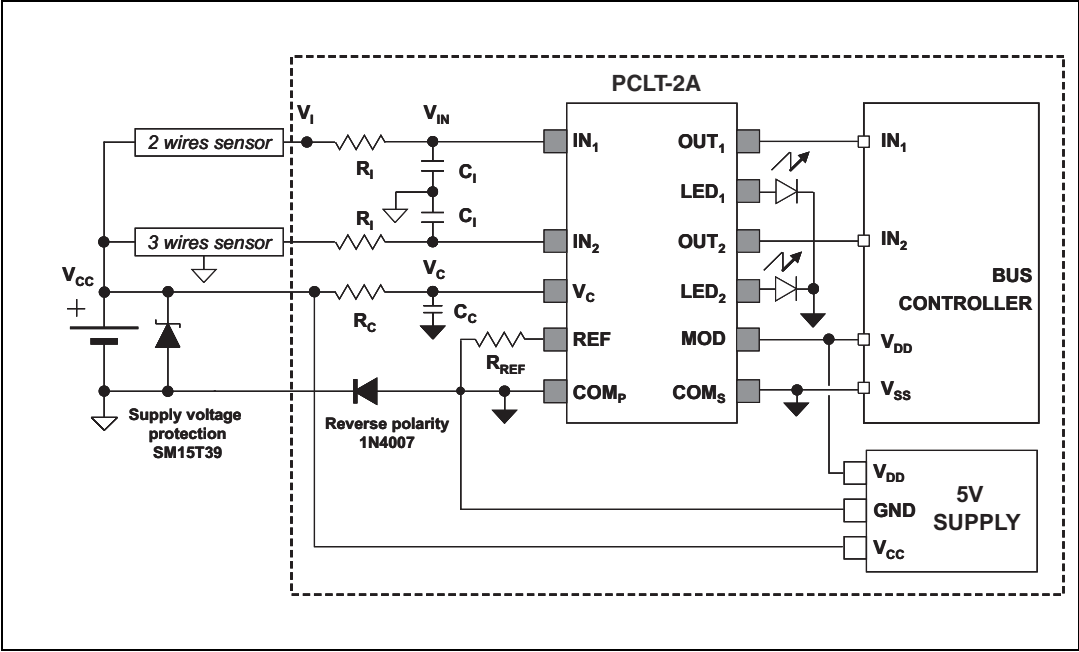 PCLT-2A
V_I
V_IN
2 wires sensor
R_I
C_I
IN_1
OUT_1
IN_1
LED_1
C_I
R_I
3 wires sensor
IN_2
OUT_2
IN_2
V_CC
+
V_C
R_C
C_C
V_C
LED_2
BUS
CONTROLLER
R_REF
REF
MOD
V_DD
COM_P
COM_S
V_SS
Supply voltage
protection
SM15T39
Reverse polarity
1N4007
V_DD
GND
V_CC
5V
SUPPLY